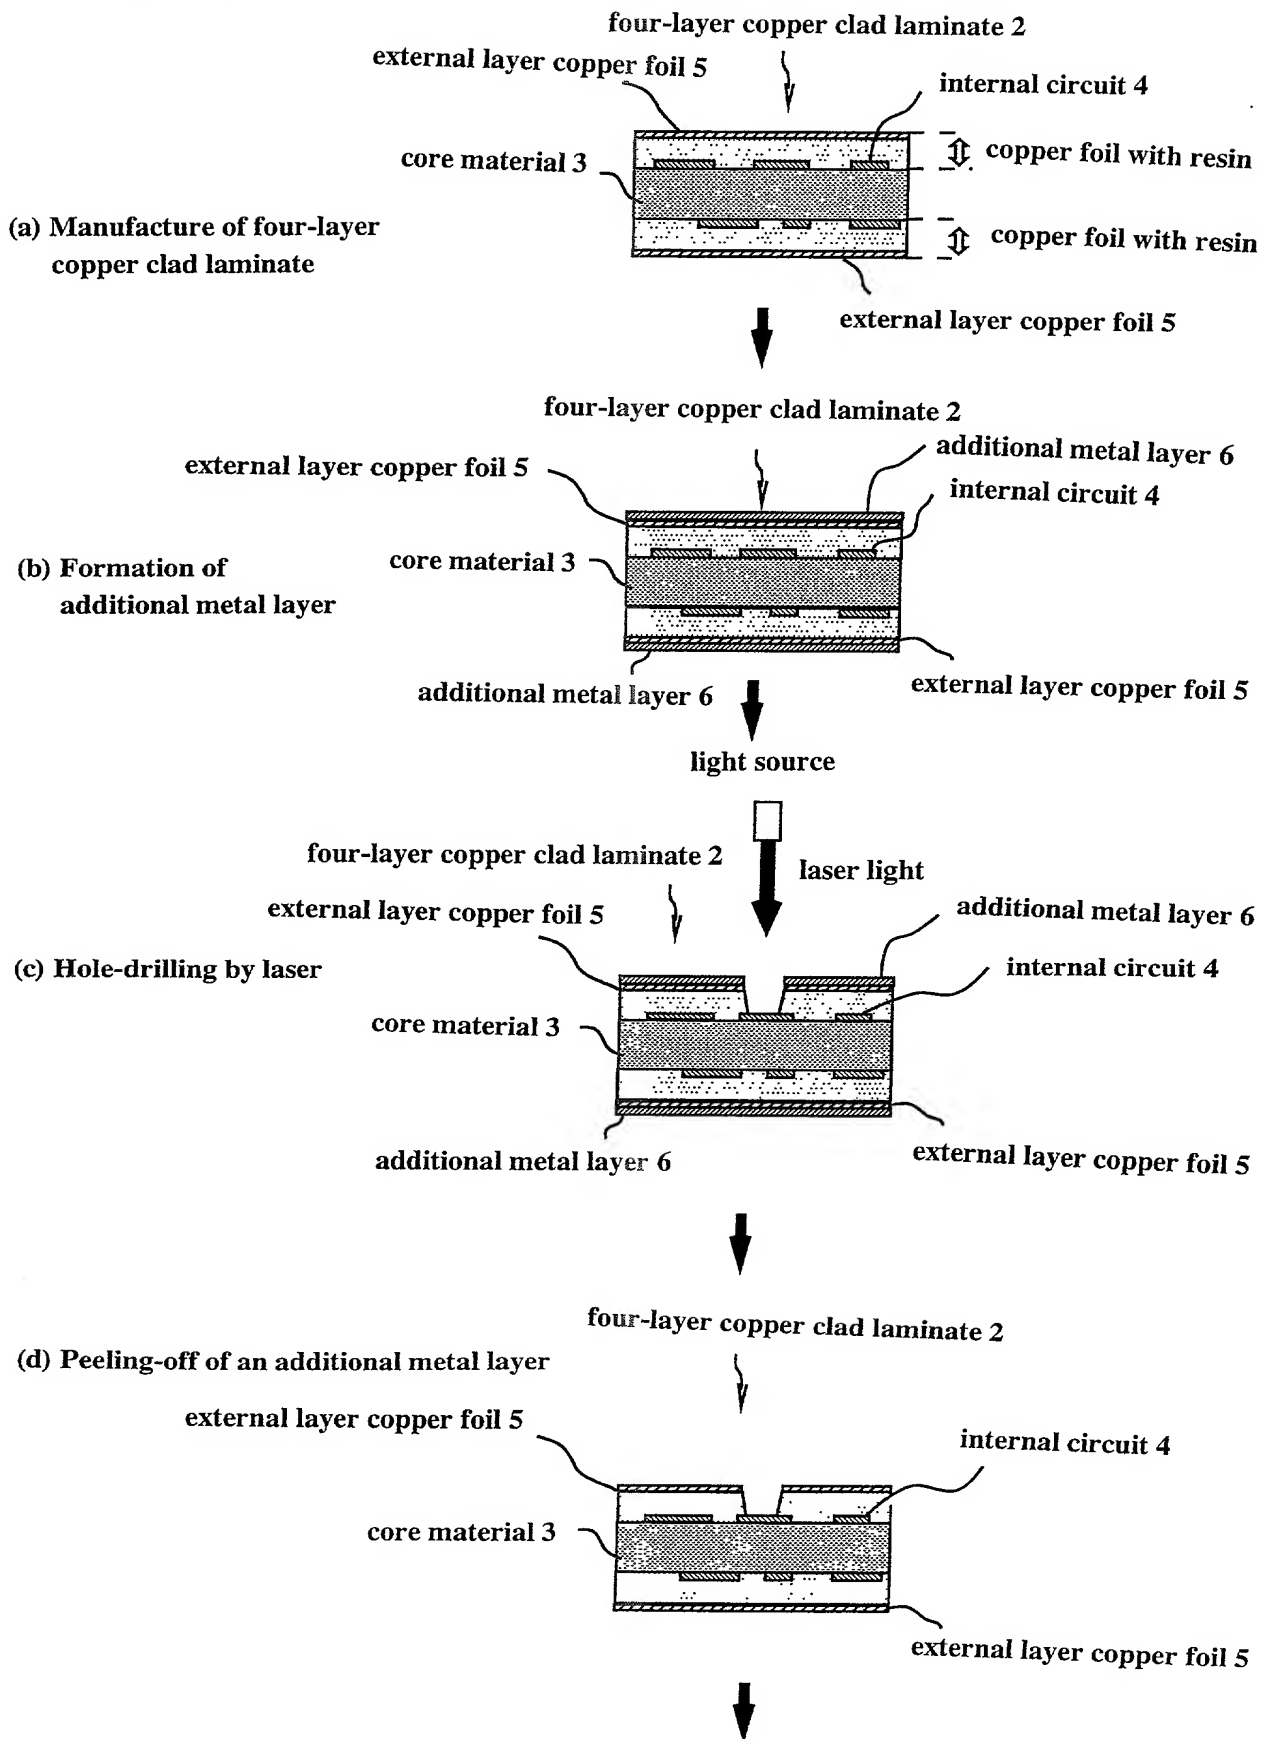 four-layer copper clad laminate 2
external layer copper foil 5
internal circuit 4
core material 3
copper foil with resin
(a) Manufacture of four-layer
copper clad laminate
copper foil with resin
external layer copper foil 5
four-layer copper clad laminate 2
additional metal layer 6
external layer copper foil 5
internal circuit 4
core material 3
(b) Formation of
additional metal layer
additional metal layer 6
external layer copper foil 5
light source
four-layer copper clad laminate 2
laser light
external layer copper foil 5
additional metal layer 6
(c) Hole-drilling by laser
internal circuit 4
core material 3
additional metal layer 6
external layer copper foil 5
four-layer copper clad laminate 2
(d) Peeling-off of an additional metal layer
external layer copper foil 5
internal circuit 4
core material 3
external layer copper foil 5